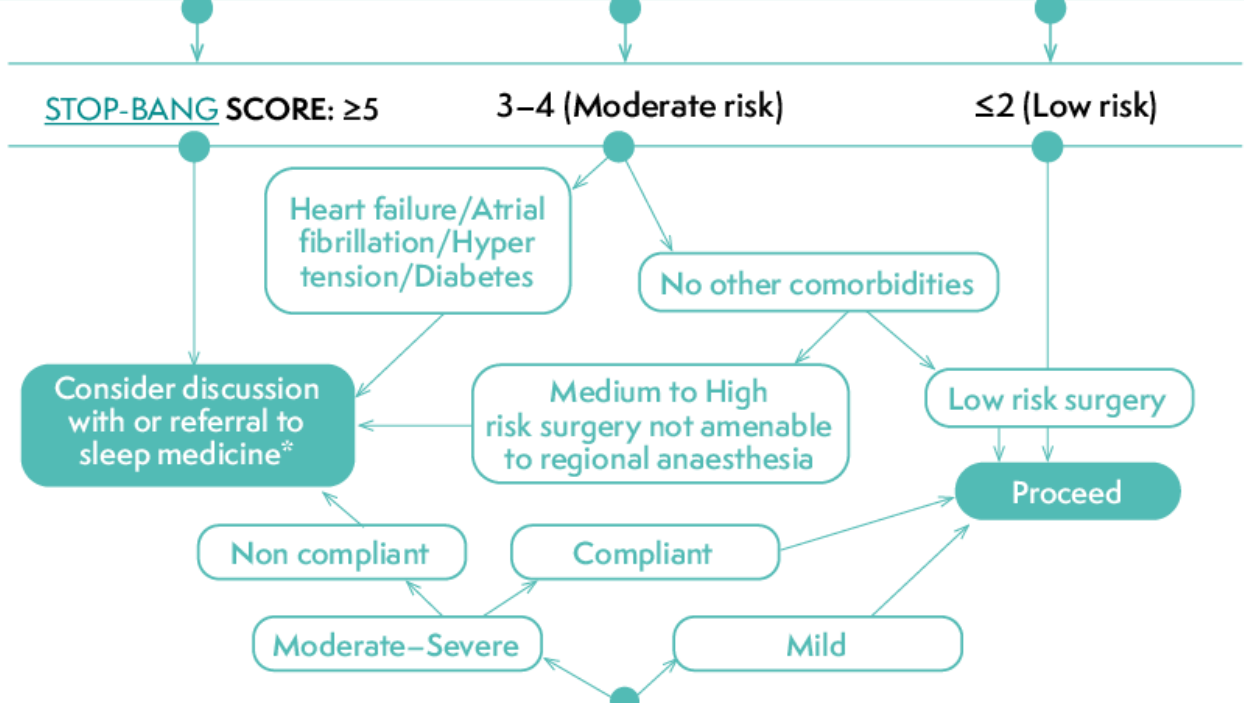 STOP-BANG SCORE: ≥5
3–4 (Moderate risk)
≤2 (Low risk)
Heart failure/Atrial
fibrillation/Hyper
tension/Diabetes
No other comorbidities
Consider discussion
with or referral to
sleep medicine*
Medium to High
risk surgery not amenable
to regional anaesthesia
Low risk surgery
Proceed
Non compliant
Compliant
Moderate–Severe
Mild